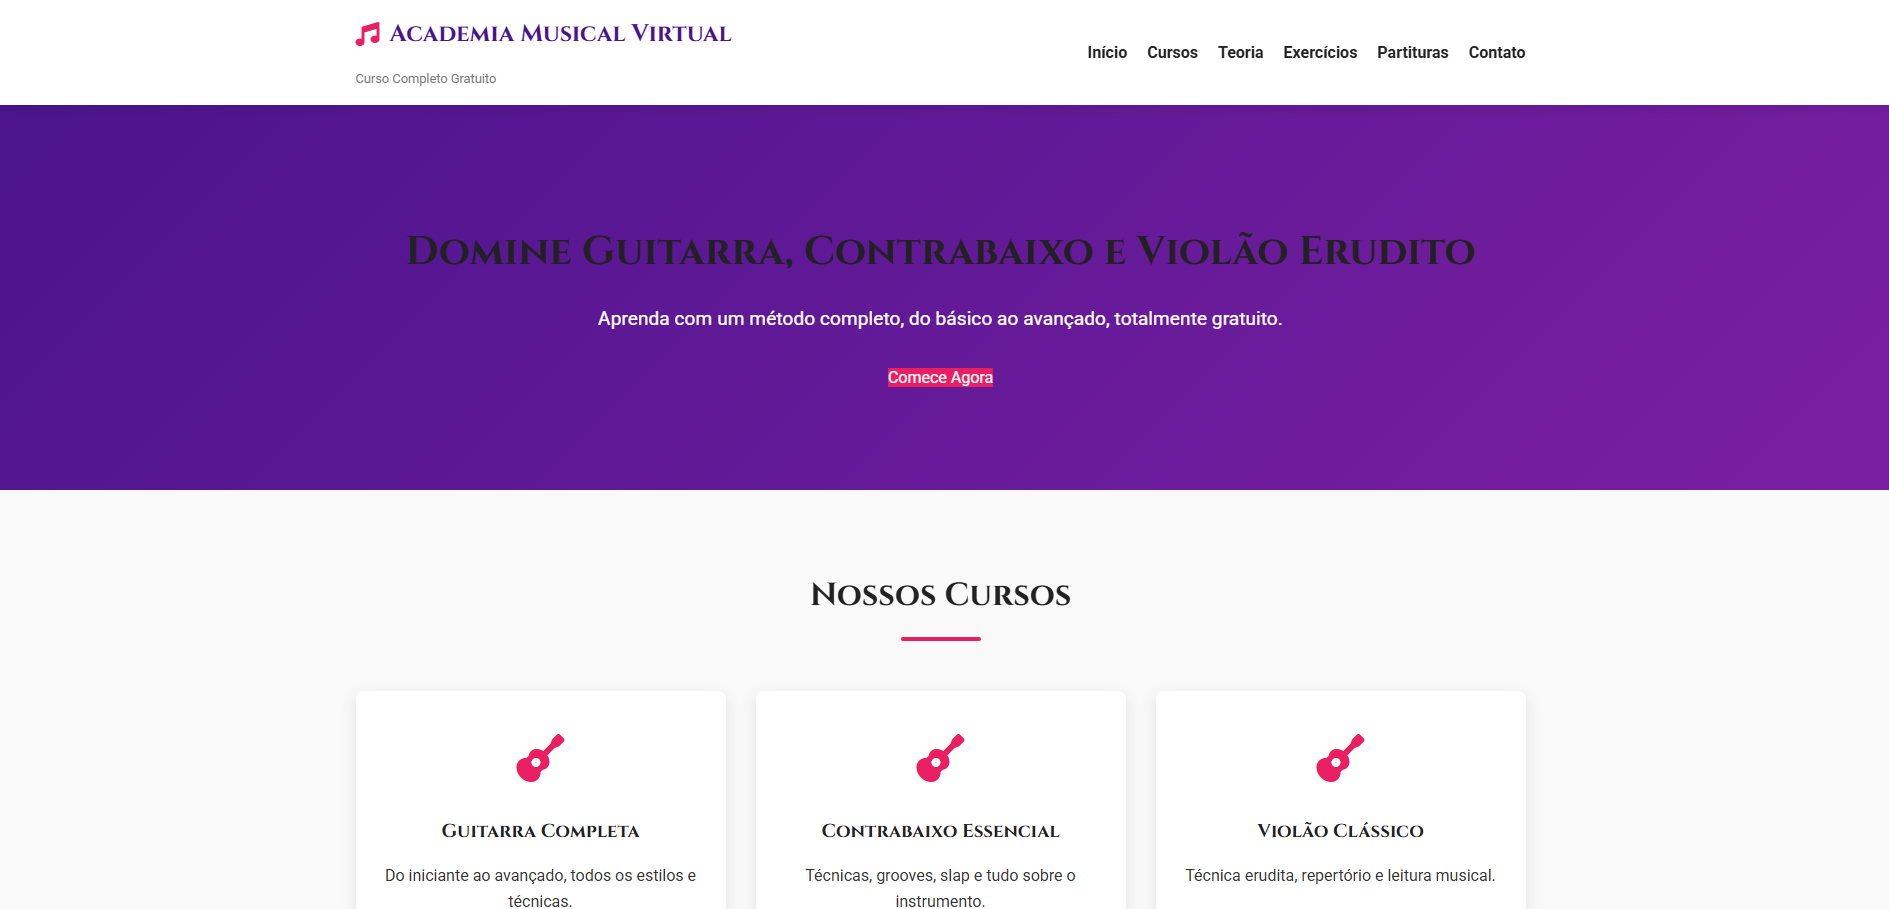 Academia Musical Virtual
Curso Completo Gratuito
Início Cursos Teoria Exercícios Partituras Contato
Domine Guitarra, Contrabaixo e Violão Erudito
Aprenda com um método completo, do básico ao avançado, totalmente gratuito.
Comece Agora
Nossos Cursos
Guitarra Completa
Do iniciante ao avançado, todos os estilos e
técnicas.
Contrabaixo Essencial
Técnicas, grooves, slap e tudo sobre o
instrumento.
Violão Clássico
Técnica erudita, repertório e leitura musical.